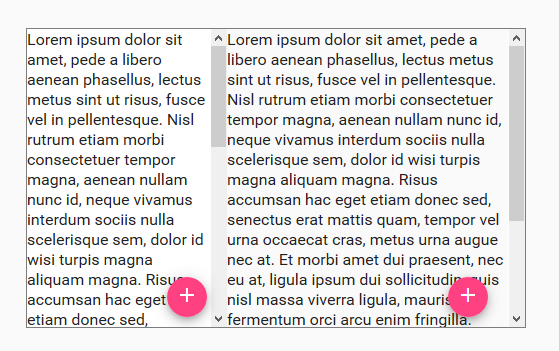 Lorem ipsum dolor sit
amet, pede a libero
aenean phasellus, lectus
metus sint ut risus, fusce
vel in pellentesque. Nisl
rutrum etiam morbi
consectetuer tempor
magna, aenean nullam
nunc id, neque vivamus
interdum sociis nulla
scelerisque sem, dolor id
wisi turpis magna
aliquam magna. Risus
accumsan hac eget
etiam donec sed,
Lorem ipsum dolor sit amet, pede a
libero aenean phasellus, lectus metus
sint ut risus, fusce vel in pellentesque.
Nisl rutrum etiam morbi consectetuer
tempor magna, aenean nullam nunc id,
neque vivamus interdum sociis nulla
scelerisque sem, dolor id wisi turpis
magna aliquam magna. Risus
accumsan hac eget etiam donec sed,
senectus erat mattis quam, tempor vel
urna occaecat cras, metus urna augue
nec at. Et morbi amet dui praesent, nec
eu at, ligula ipsum dui sollicitudin, quis
nisl massa viverra ligula, mauris
fermentum orci arcu enim fringilla.